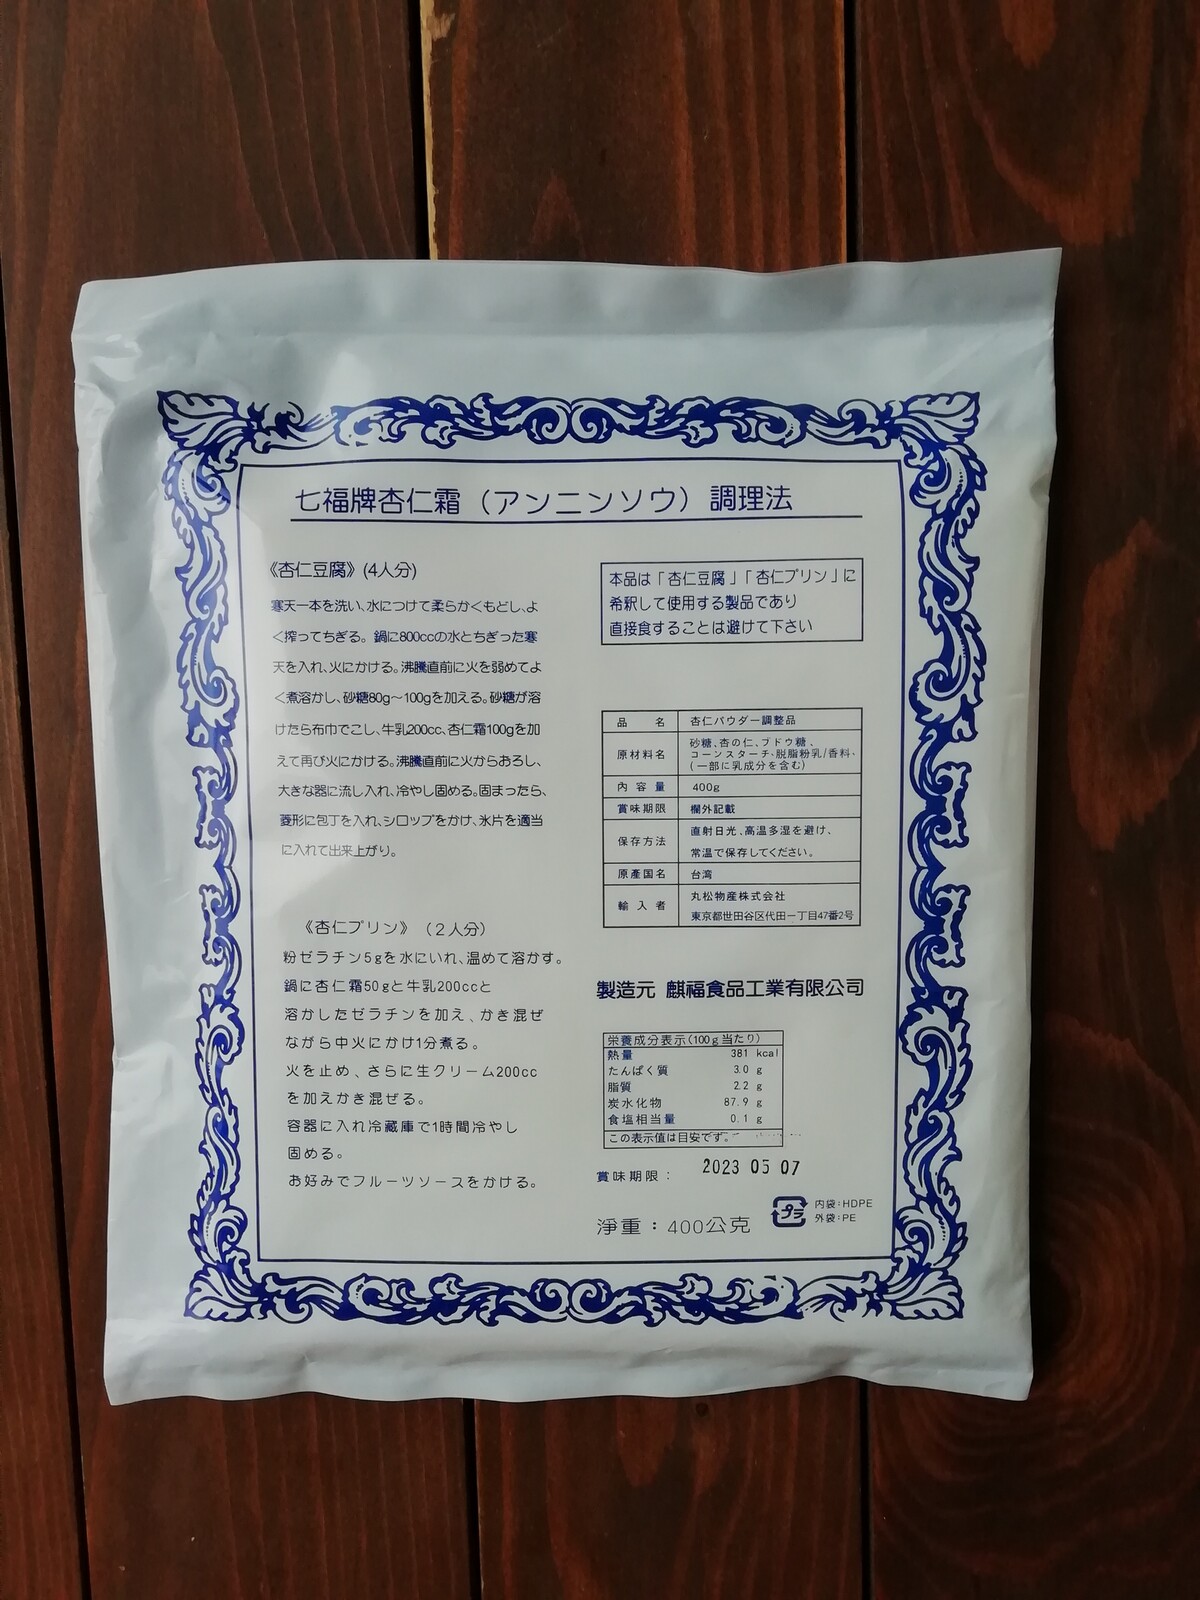 七福牌杏仁霜（アンニンソウ）調理法
《杏仁豆腐》(4人分)
寒天一本を洗い、水につけて柔らかくもどし、よ
く搾ってちぎる。鍋に800ccの水とちぎった寒
天を入れ、火にかける。沸騰直前に火を弱めてよ
く煮溶かし、砂糖80g～100gを加える。砂糖が溶
けたら布巾でこし、牛乳200cc、杏仁霜100gを加
えて再び火にかける。沸騰直前に火からおろし、
大きな器に流し入れ、冷やし固める。固まったら、
菱形に包丁を入れ、シロップをかけ、氷片を適当
に入れて出来上がり。
《杏仁プリン》（２人分）
粉ゼラチン5gを水にいれ、温めて溶かす。
鍋に杏仁霜50gと牛乳200ccと
溶かしたゼラチンを加え、かき混ぜ
ながら中火にかけ1分煮る。
火を止め、さらに生クリーム200cc
を加えかき混ぜる。
容器に入れ冷蔵庫で1時間冷やし
固める。
お好みでフルーツソースをかける。
本品は「杏仁豆腐」「杏仁プリン」に
希釈して使用する製品であり
直接食することは避けて下さい
品名 杏仁パウダー調整品
原材料名 砂糖、杏の仁、ブドウ糖、
コーンスターチ、脱脂粉乳/香料、
(一部に乳成分を含む)
内容量 400g
賞味期限 欄外記載
保存方法 直射日光、高温多湿を避け、
常温で保存してください。
原産国名 台湾
輸入者 丸松物産株式会社
東京都世田谷区代田一丁目47番2号
製造元 麒福食品工業有限公司
栄養成分表示(100g当たり)
熱量 381 kcal
たんぱく質 3.0 g
脂質 2.2 g
炭水化物 87.9 g
食塩相当量 0.1 g
この表示値は目安です。
賞味期限： 2023 05 07
淨重：400公克
プラ
内袋：HDPE
外袋：PE